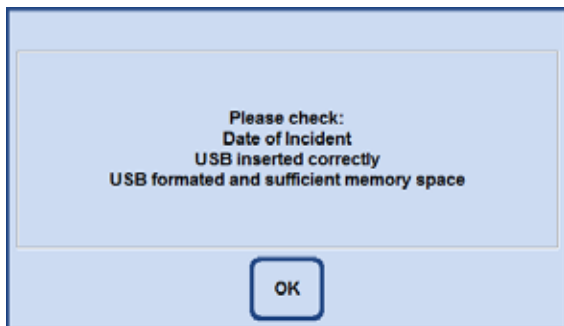 Please check:
Date of Incident
USB inserted correctly
USB formated and sufficient memory space
OK